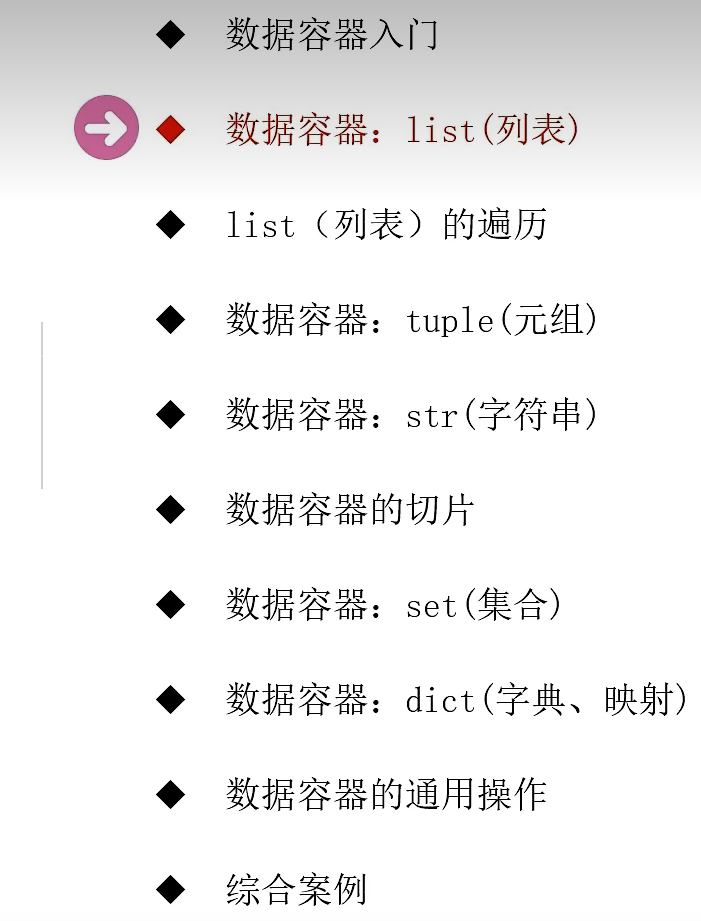 数据容器入门
数据容器：list(列表)
list（列表）的遍历
数据容器：tuple(元组)
数据容器：str(字符串)
数据容器的切片
数据容器：set(集合)
数据容器：dict(字典、映射)
数据容器的通用操作
综合案例